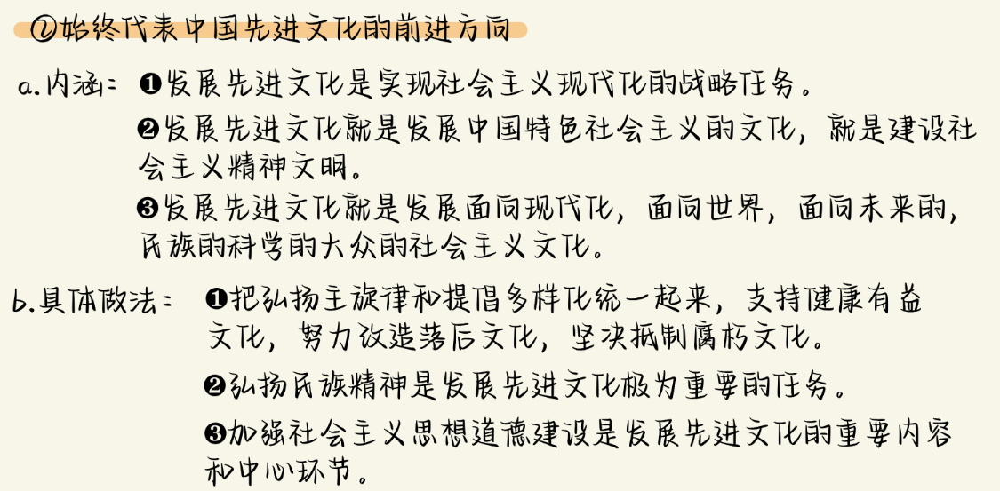 ②始终代表中国先进文化的前进方向
a.内涵：❶发展先进文化是实现社会主义现代化的战略任务。
❷发展先进文化就是发展中国特色社会主义的文化，就是建设社
会主义精神文明。
❸发展先进文化就是发展面向现代化，面向世界，面向未来的，
民族的科学的大众的社会主义文化。
b.具体做法：❶把弘扬主旋律和提倡多样化统一起来，支持健康有益
文化，努力改造落后文化，坚决抵制腐朽文化。
❷弘扬民族精神是发展先进文化极为重要的任务。
❸加强社会主义思想道德建设是发展先进文化的重要内容
和中心环节。